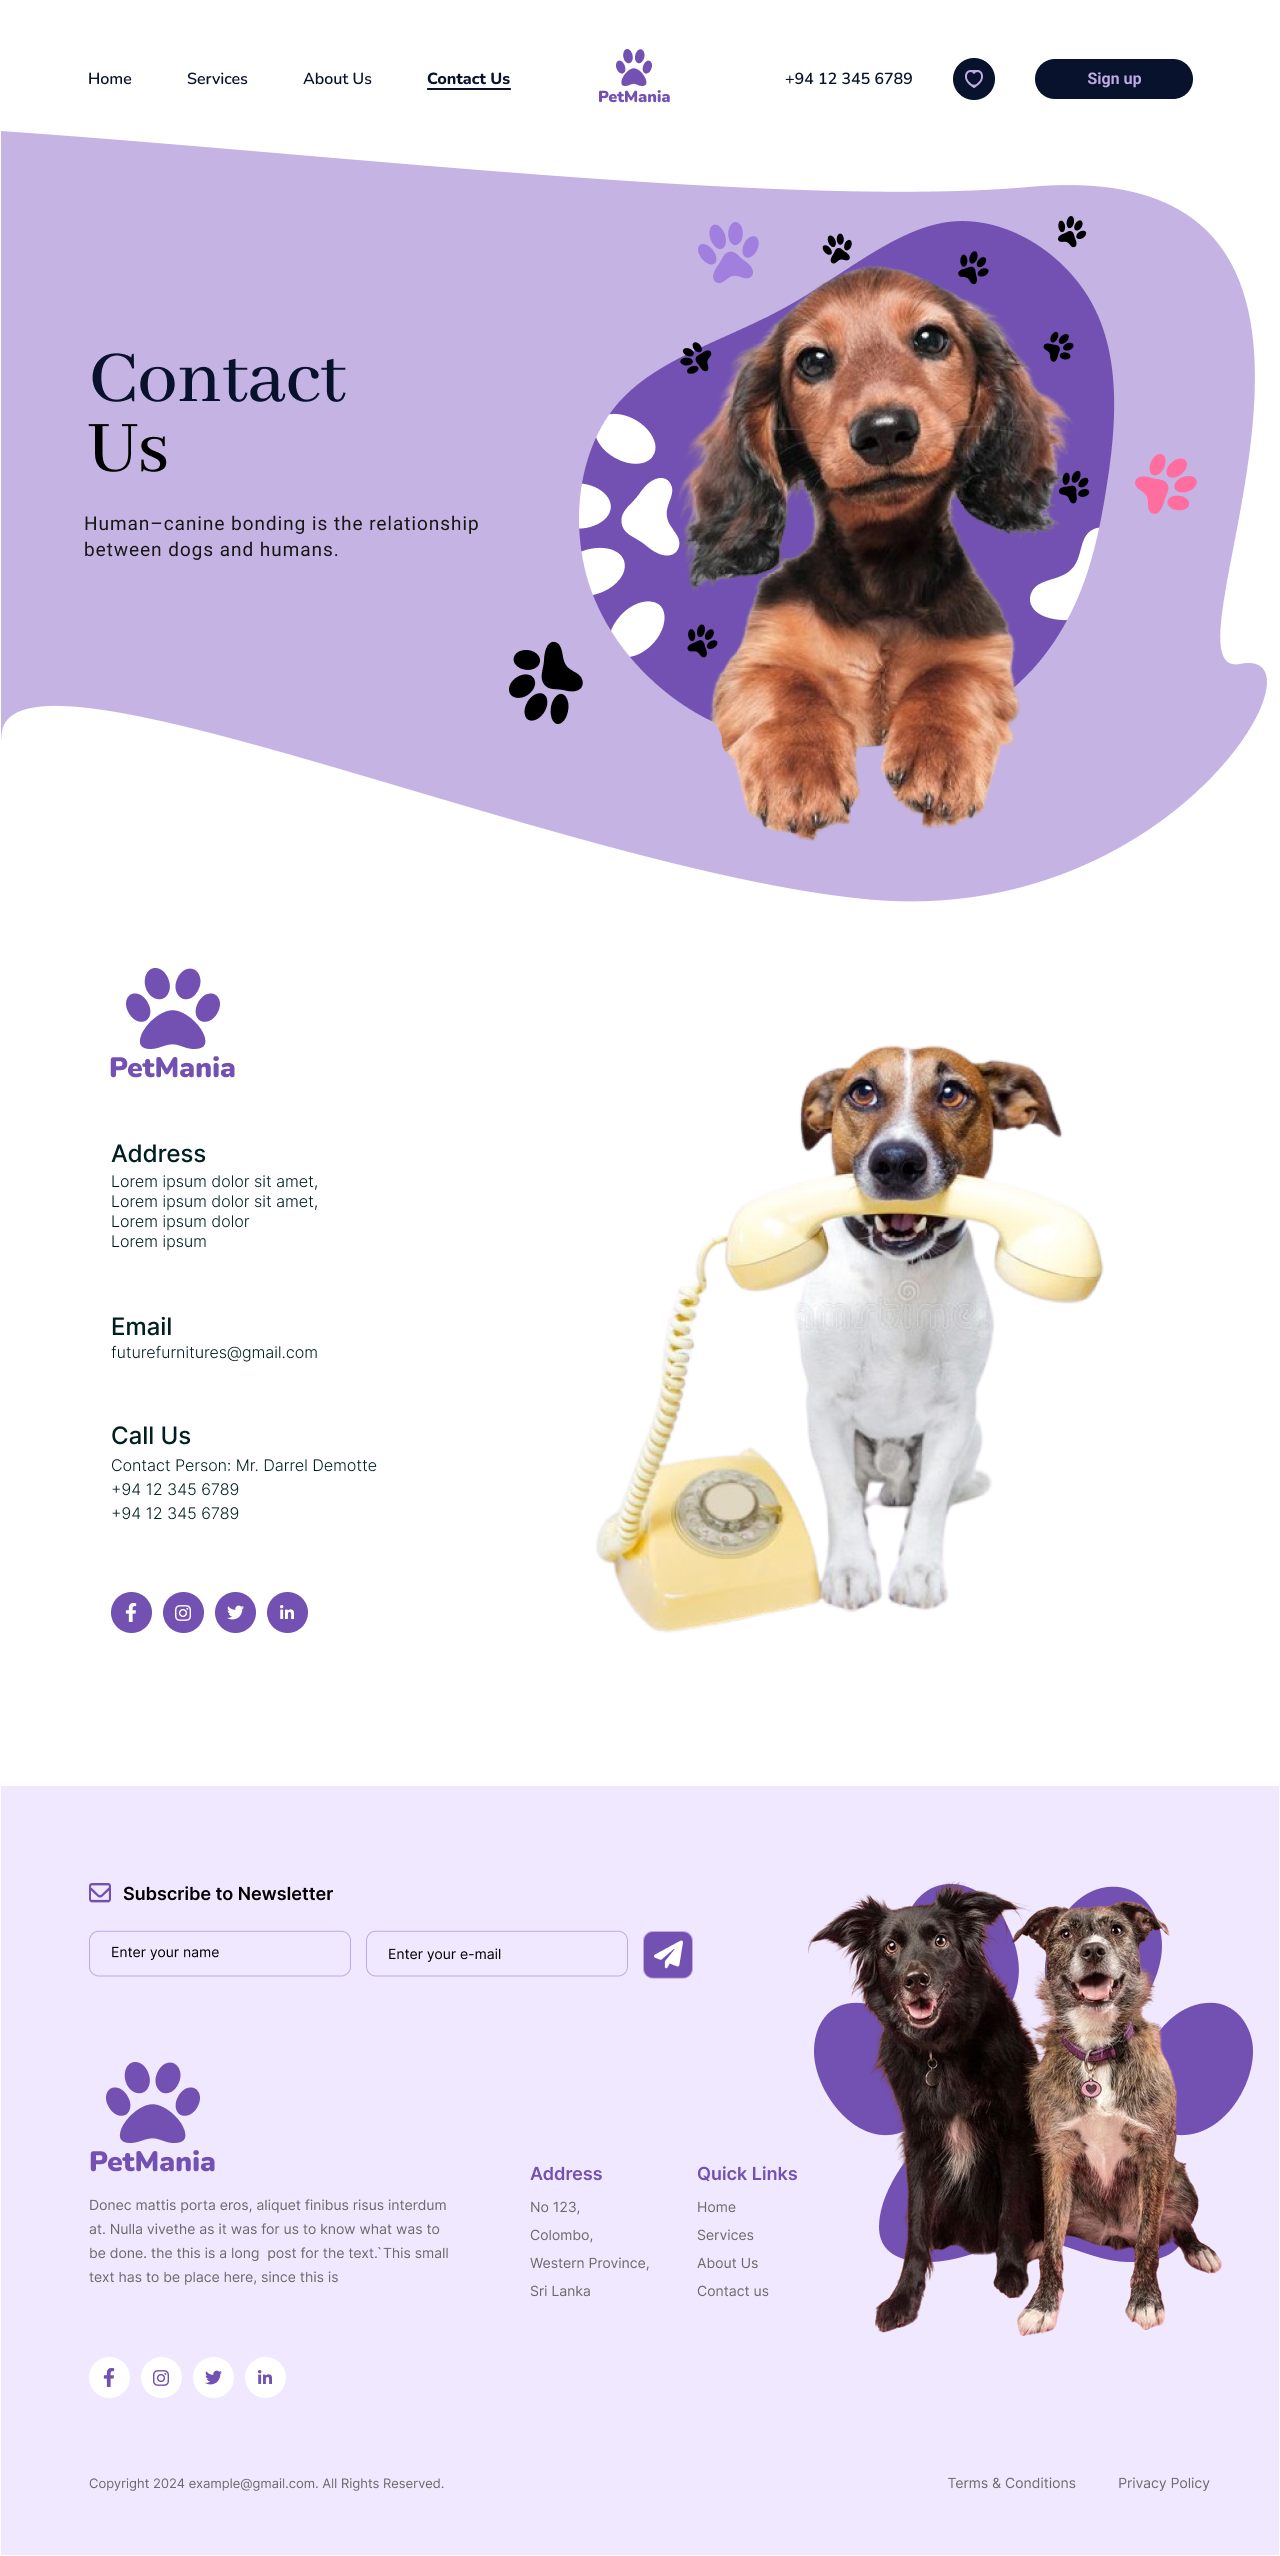 Home
Services
About Us
Contact Us
PetMania
+94 12 345 6789
Sign up
Contact
Us
Human–canine bonding is the relationship
between dogs and humans.
PetMania
Address
Lorem ipsum dolor sit amet,
Lorem ipsum dolor sit amet,
Lorem ipsum dolor
Lorem ipsum
Email
futurefurnitures@gmail.com
Call Us
Contact Person: Mr. Darrel Demotte
+94 12 345 6789
+94 12 345 6789
Subscribe to Newsletter
Enter your name
Enter your e-mail
PetMania
Donec mattis porta eros, aliquet finibus risus interdum
at. Nulla vivethe as it was for us to know what was to
be done. the this is a long  post for the text.`This small
text has to be place here, since this is
Address
No 123,
Colombo,
Western Province,
Sri Lanka
Quick Links
Home
Services
About Us
Contact us
Copyright 2024 example@gmail.com. All Rights Reserved.
Terms & Conditions
Privacy Policy